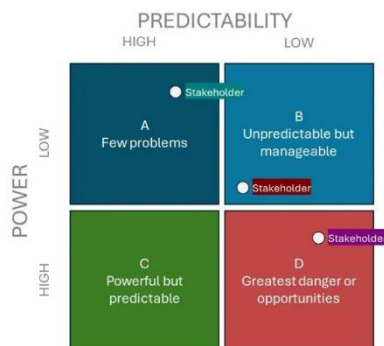 PREDICTABILITY
HIGH
LOW
POWER
LOW
HIGH
Stakeholder
A
Few problems
B
Unpredictable but
manageable
Stakeholder
Stakeholder
C
Powerful but
predictable
D
Greatest danger or
opportunities